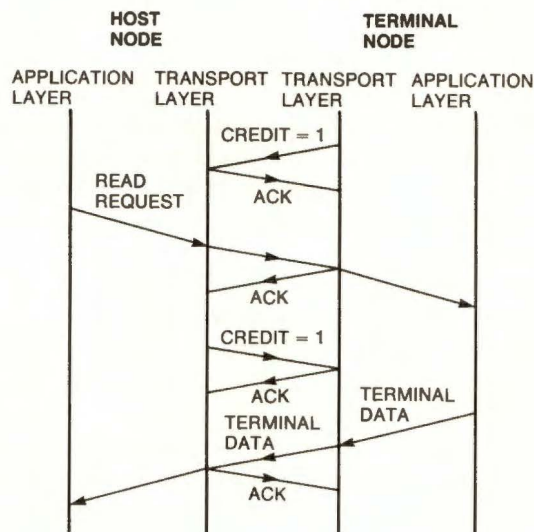 HOST
NODE
TERMINAL
NODE
APPLICATION
LAYER
TRANSPORT
LAYER
TRANSPORT
LAYER
APPLICATION
LAYER
CREDIT = 1
ACK
READ
REQUEST
ACK
CREDIT = 1
ACK
TERMINAL
DATA
TERMINAL
DATA
ACK